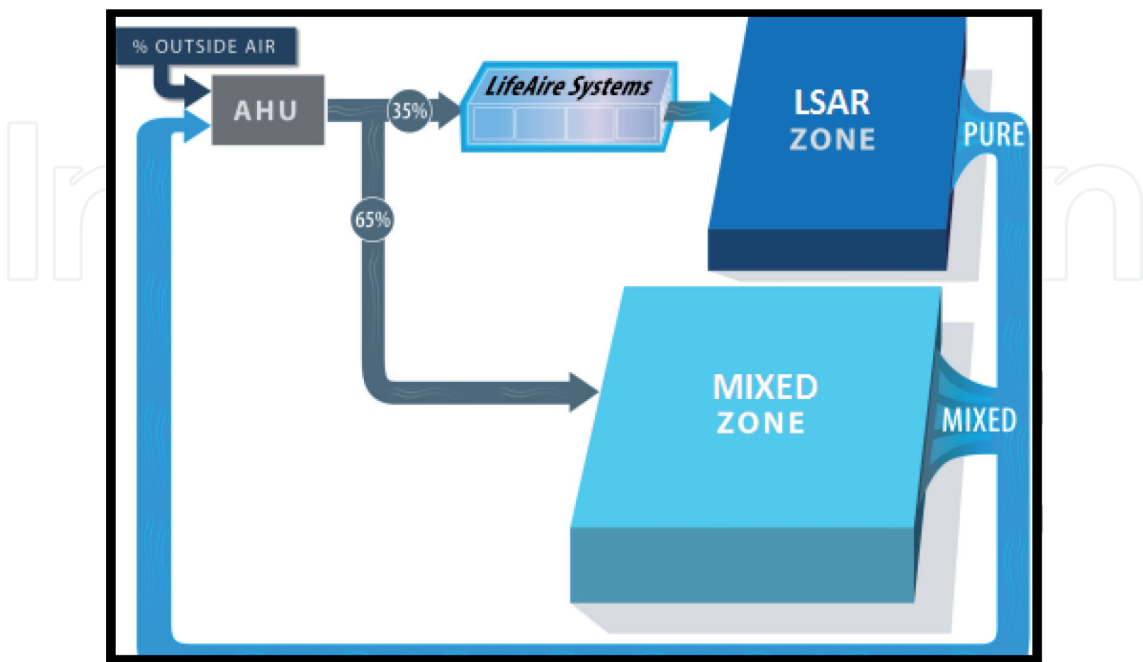 % OUTSIDE AIR
AHU
35%
LifeAire Systems
LSAR
ZONE
PURE
65%
MIXED
ZONE
MIXED